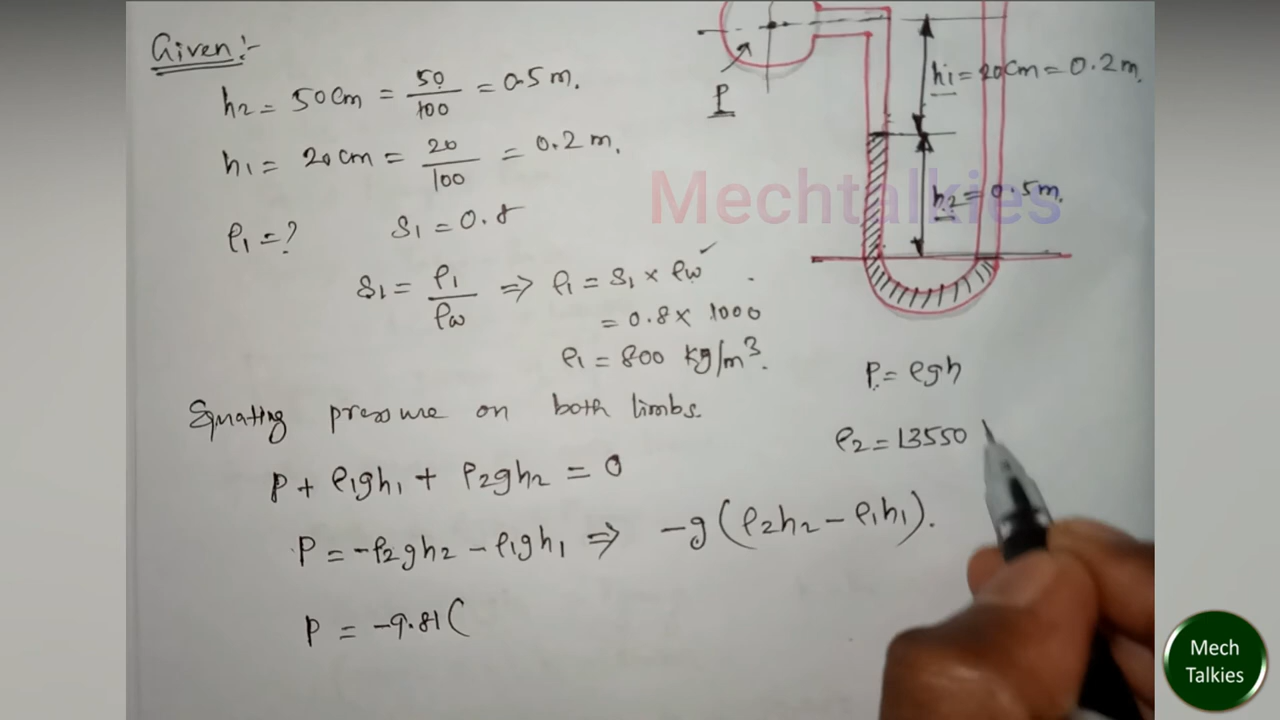 Given:-
h2 = 50cm = 50/100 = 0.5 m.
h1 = 20cm = 20/100 = 0.2 m.
ρ1 = ? S1 = 0.8
S1 = ρ1/ρw ⇒ ρ1 = S1 × ρw
= 0.8 × 1000
ρ1 = 800 kg/m³.
Equating pressure on both limbs.
P + ρ1gh1 + ρ2gh2 = 0
P = -ρ2gh2 - ρ1gh1 ⇒ -g(ρ2h2 - ρ1h1).
P = -9.81(
P
h1 = 20cm = 0.2m.
h2 = 0.5m.
P = ρgh
ρ2 = 13550
Mechtalkies
Mech
Talkies